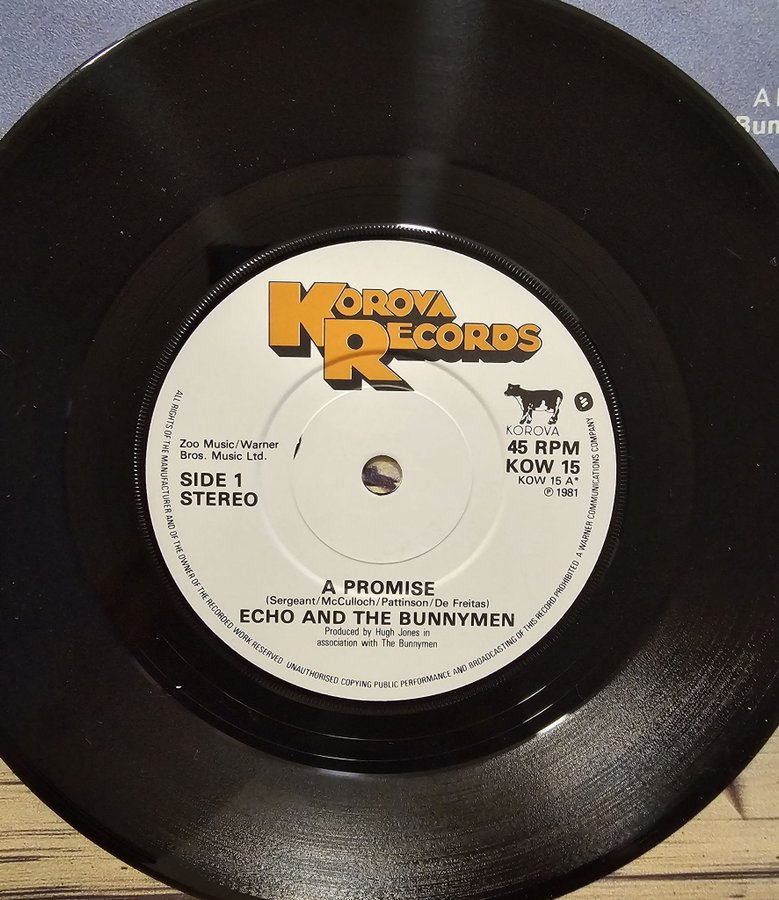 A
Bun
KOROVA
RECORDS
KOROVA
Zoo Music/Warner
Bros. Music Ltd.
SIDE 1
STEREO
45 RPM
KOW 15
KOW 15 A*
℗ 1981
A PROMISE
(Sergeant/McCulloch/Pattinson/De Freitas)
ECHO AND THE BUNNYMEN
Produced by Hugh Jones in
association with The Bunnymen
ALL RIGHTS OF THE MANUFACTURER AND OF THE OWNER OF THE RECORDED WORK RESERVED UNAUTHORISED COPYING PUBLIC PERFORMANCE AND BROADCASTING OF THIS RECORD PROHIBITED A WARNER COMMUNICATIONS COMPANY